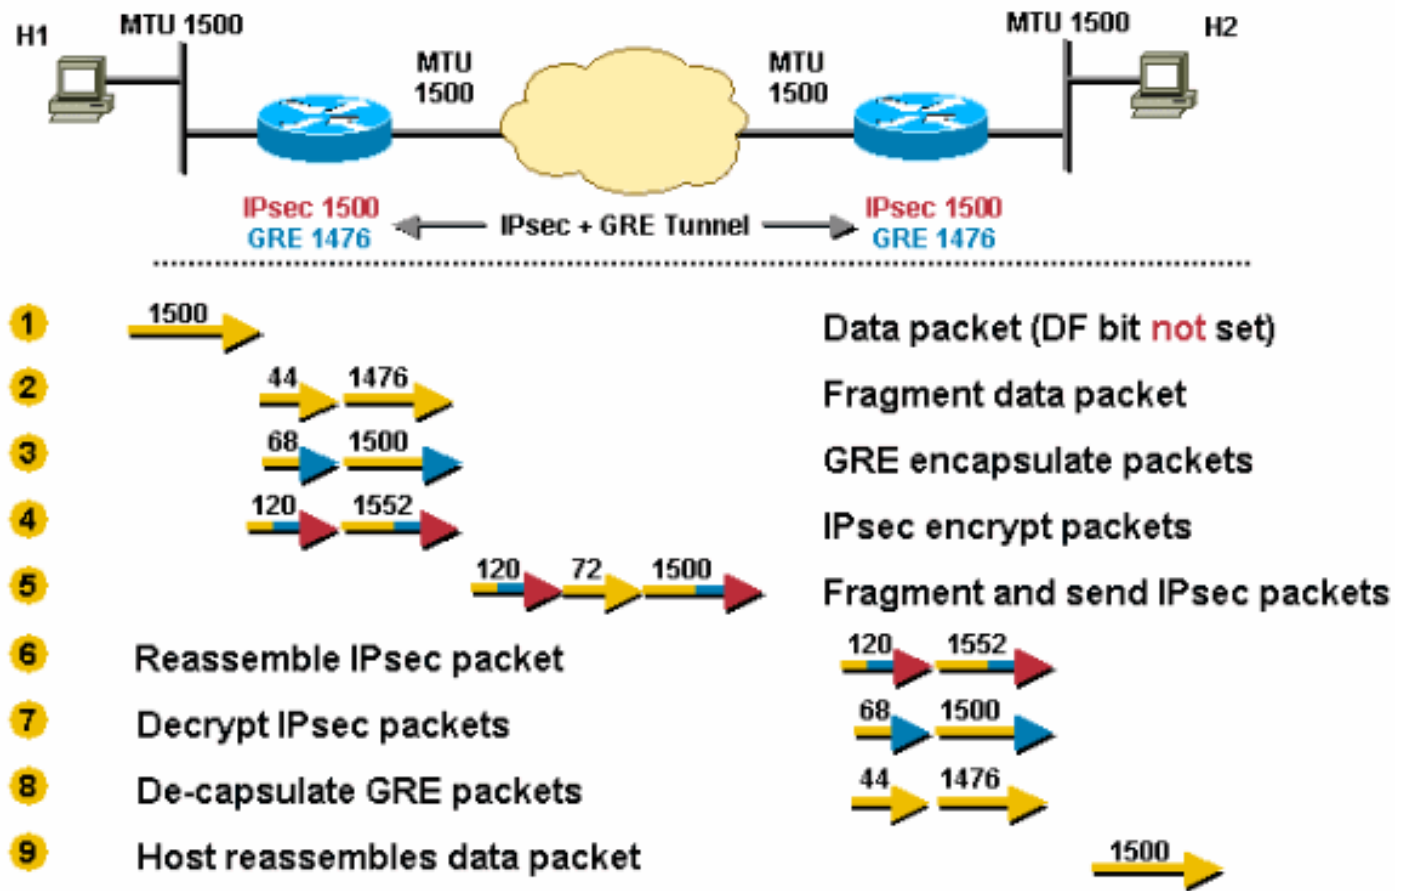 H1
MTU 1500
MTU 1500
H2
MTU
1500
MTU
1500
IPsec 1500
GRE 1476
IPsec + GRE Tunnel
IPsec 1500
GRE 1476
1
1500
Data packet (DF bit not set)
2
44 1476
Fragment data packet
3
68 1500
GRE encapsulate packets
4
120 1552
IPsec encrypt packets
5
120 72 1500
Fragment and send IPsec packets
6
Reassemble IPsec packet
120 1552
7
Decrypt IPsec packets
68 1500
8
De-capsulate GRE packets
44 1476
9
Host reassembles data packet
1500